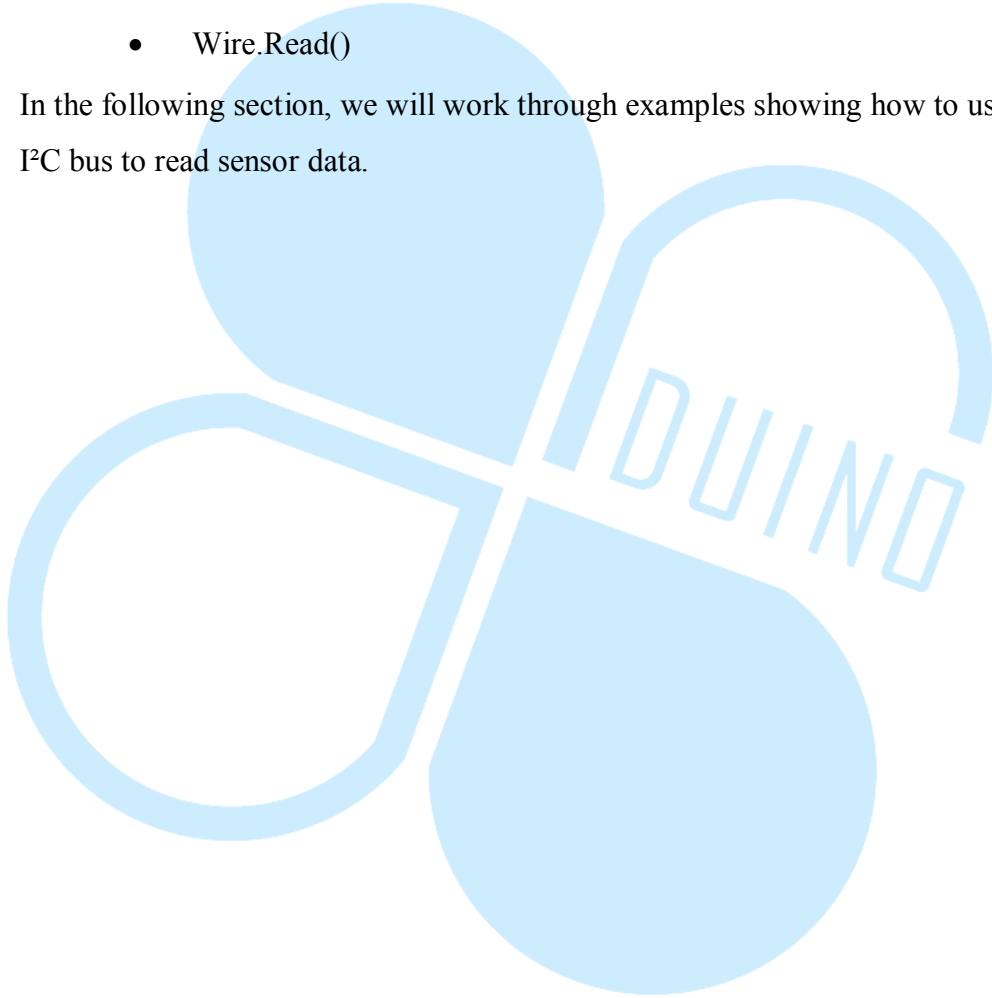 • Wire.Read()
In the following section, we will work through examples showing how to us
I²C bus to read sensor data.
DUINO